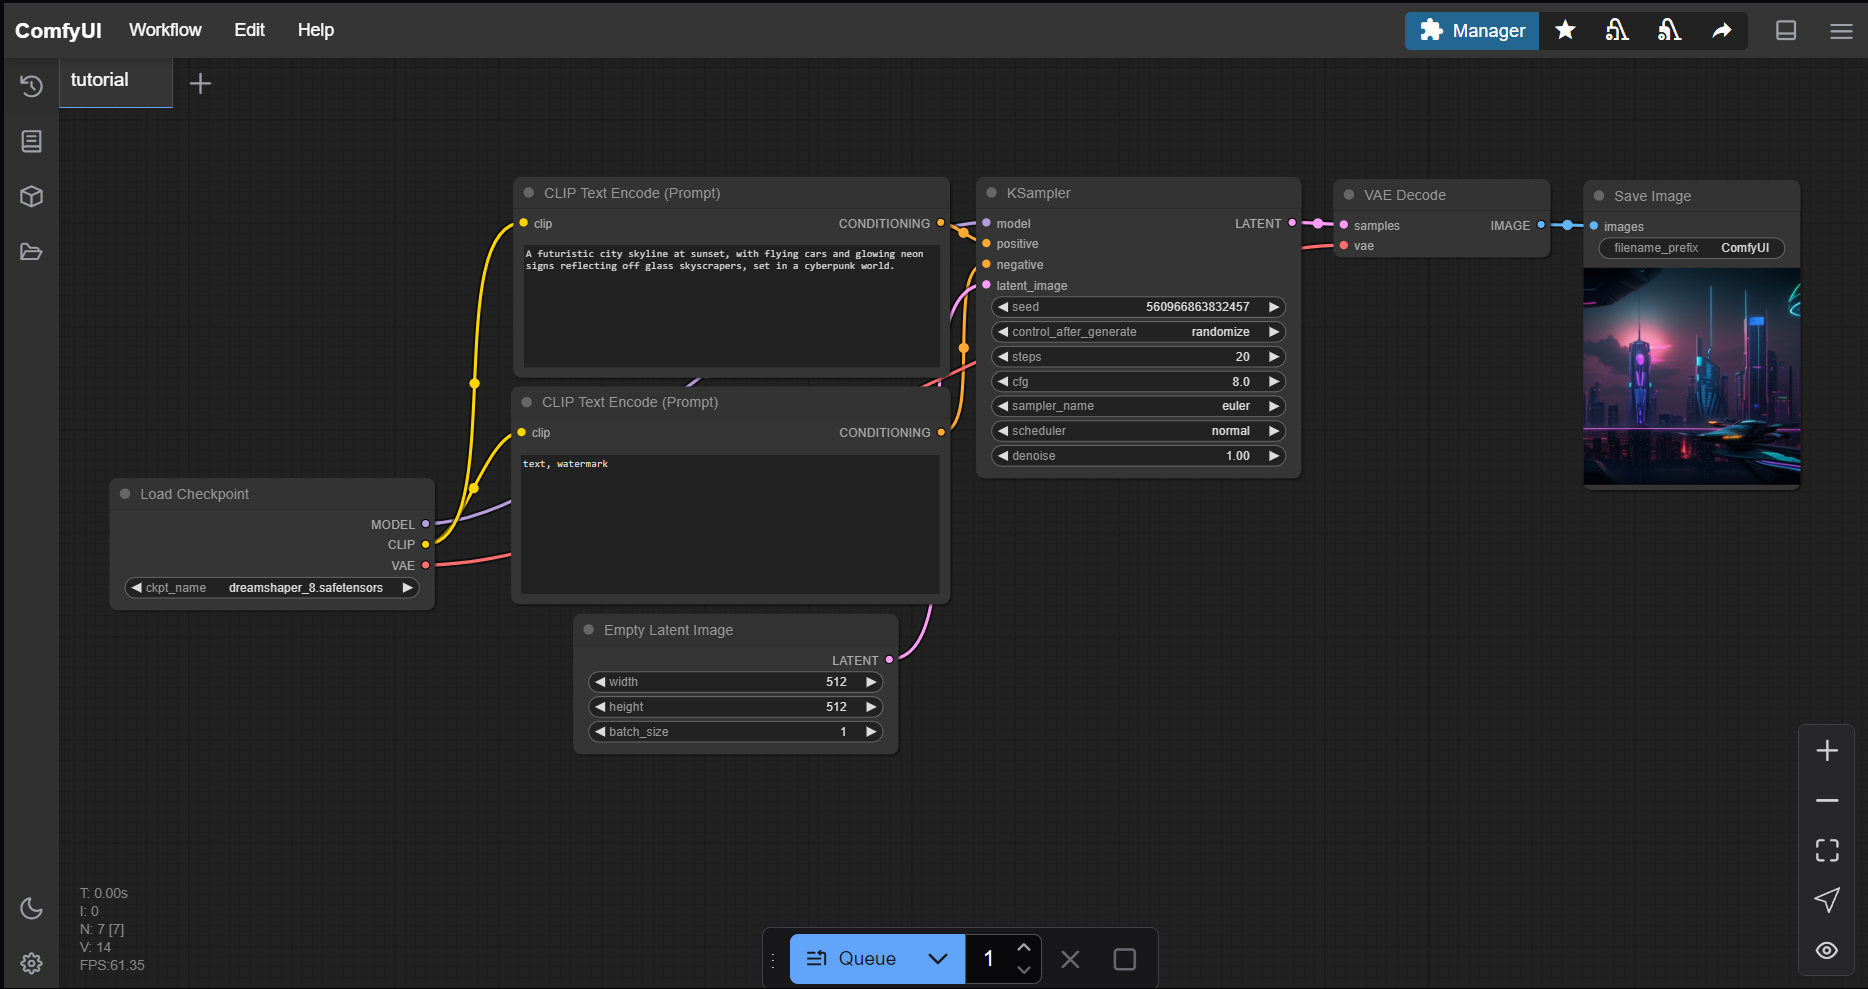 ComfyUI Workflow Edit Help Manager
tutorial
CLIP Text Encode (Prompt)
clip CONDITIONING
A futuristic city skyline at sunset, with flying cars and glowing neon
signs reflecting off glass skyscrapers, set in a cyberpunk world.
CLIP Text Encode (Prompt)
clip CONDITIONING
text, watermark
Load Checkpoint
MODEL
CLIP
VAE
ckpt_name dreamshaper_8.safetensors
Empty Latent Image
LATENT
width 512
height 512
batch_size 1
KSampler
model LATENT
positive
negative
latent_image
seed 560966863832457
control_after_generate randomize
steps 20
cfg 8.0
sampler_name euler
scheduler normal
denoise 1.00
VAE Decode
samples IMAGE
vae
Save Image
images
filename_prefix ComfyUI
T: 0.00s
I: 0
N: 7 [7]
V: 14
FPS:61.35
Queue 1